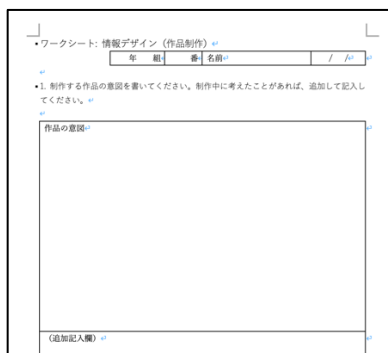 •ワークシート: 情報デザイン（作品制作）
年 組 番 名前 / /
•1. 制作する作品の意図を書いてください。制作中に考えたことがあれば、追加して記入し
てください。
作品の意図
（追加記入欄）